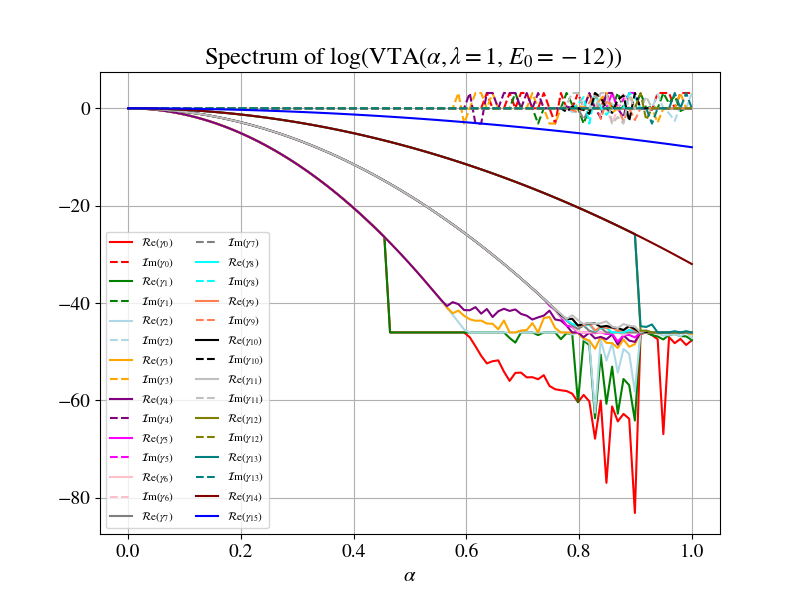 Spectrum of log(VTA(α, λ = 1, E₀ = −12))
0
−20
−40
−60
−80
0.0 0.2 0.4 0.6 0.8 1.0
α
ℛe(γ₀)
ℐm(γ₀)
ℛe(γ₁)
ℐm(γ₁)
ℛe(γ₂)
ℐm(γ₂)
ℛe(γ₃)
ℐm(γ₃)
ℛe(γ₄)
ℐm(γ₄)
ℛe(γ₅)
ℐm(γ₅)
ℛe(γ₆)
ℐm(γ₆)
ℛe(γ₇)
ℐm(γ₇)
ℛe(γ₈)
ℐm(γ₈)
ℛe(γ₉)
ℐm(γ₉)
ℛe(γ₁₀)
ℐm(γ₁₀)
ℛe(γ₁₁)
ℐm(γ₁₁)
ℛe(γ₁₂)
ℐm(γ₁₂)
ℛe(γ₁₃)
ℐm(γ₁₃)
ℛe(γ₁₄)
ℛe(γ₁₅)